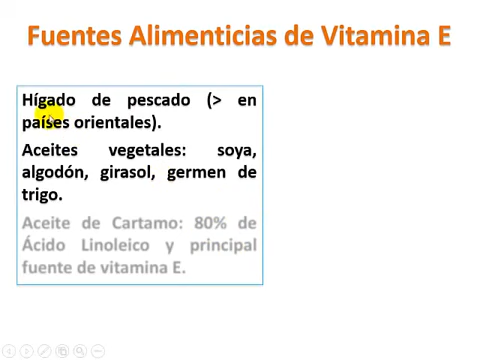 Fuentes Alimenticias de Vitamina E
Hígado de pescado (> en
países orientales).
Aceites vegetales: soya,
algodón, girasol, germen de
trigo.
Aceite de Cartamo: 80% de
Ácido Linoleico y principal
fuente de vitamina E.